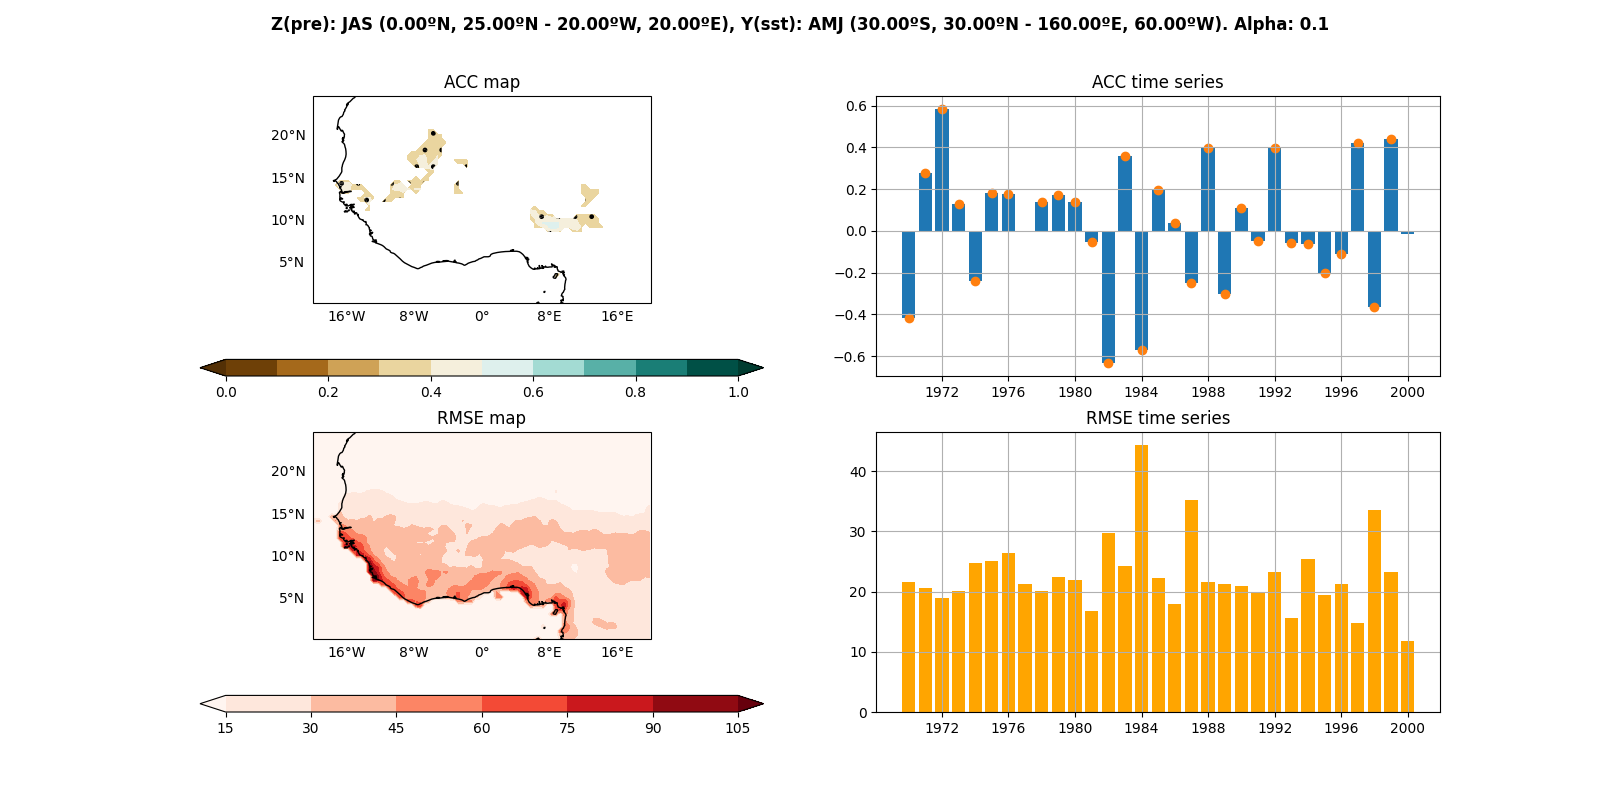 Z(pre): JAS (0.00ºN, 25.00ºN - 20.00ºW, 20.00ºE), Y(sst): AMJ (30.00ºS, 30.00ºN - 160.00ºE, 60.00ºW). Alpha: 0.1
ACC map
20°N
15°N
10°N
5°N
16°W 8°W 0° 8°E 16°E
0.0 0.2 0.4 0.6 0.8 1.0
ACC time series
0.6
0.4
0.2
0.0
−0.2
−0.4
−0.6
1972 1976 1980 1984 1988 1992 1996 2000
RMSE map
20°N
15°N
10°N
5°N
16°W 8°W 0° 8°E 16°E
15 30 45 60 75 90 105
RMSE time series
40
30
20
10
0
1972 1976 1980 1984 1988 1992 1996 2000